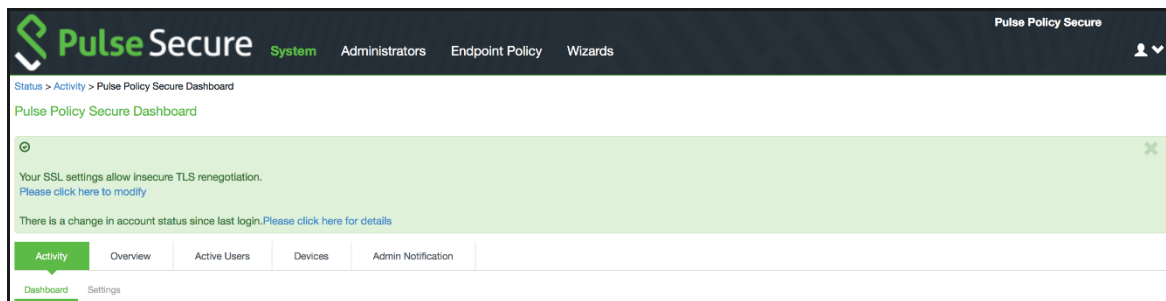 Pulse Policy Secure
Pulse Secure System Administrators Endpoint Policy Wizards
Status > Activity > Pulse Policy Secure Dashboard
Pulse Policy Secure Dashboard
Your SSL settings allow insecure TLS renegotiation.
Please click here to modify
There is a change in account status since last login.Please click here for details
Activity Overview Active Users Devices Admin Notification
Dashboard Settings